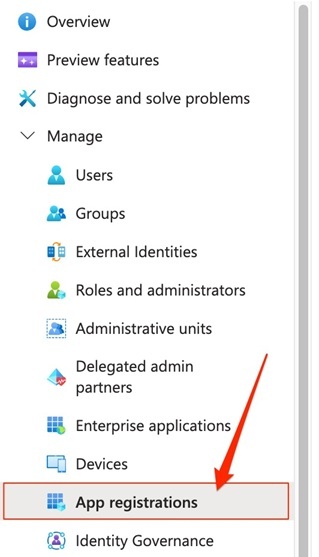 Overview
Preview features
Diagnose and solve problems
Manage
Users
Groups
External Identities
Roles and administrators
Administrative units
Delegated admin
partners
Enterprise applications
Devices
App registrations
Identity Governance